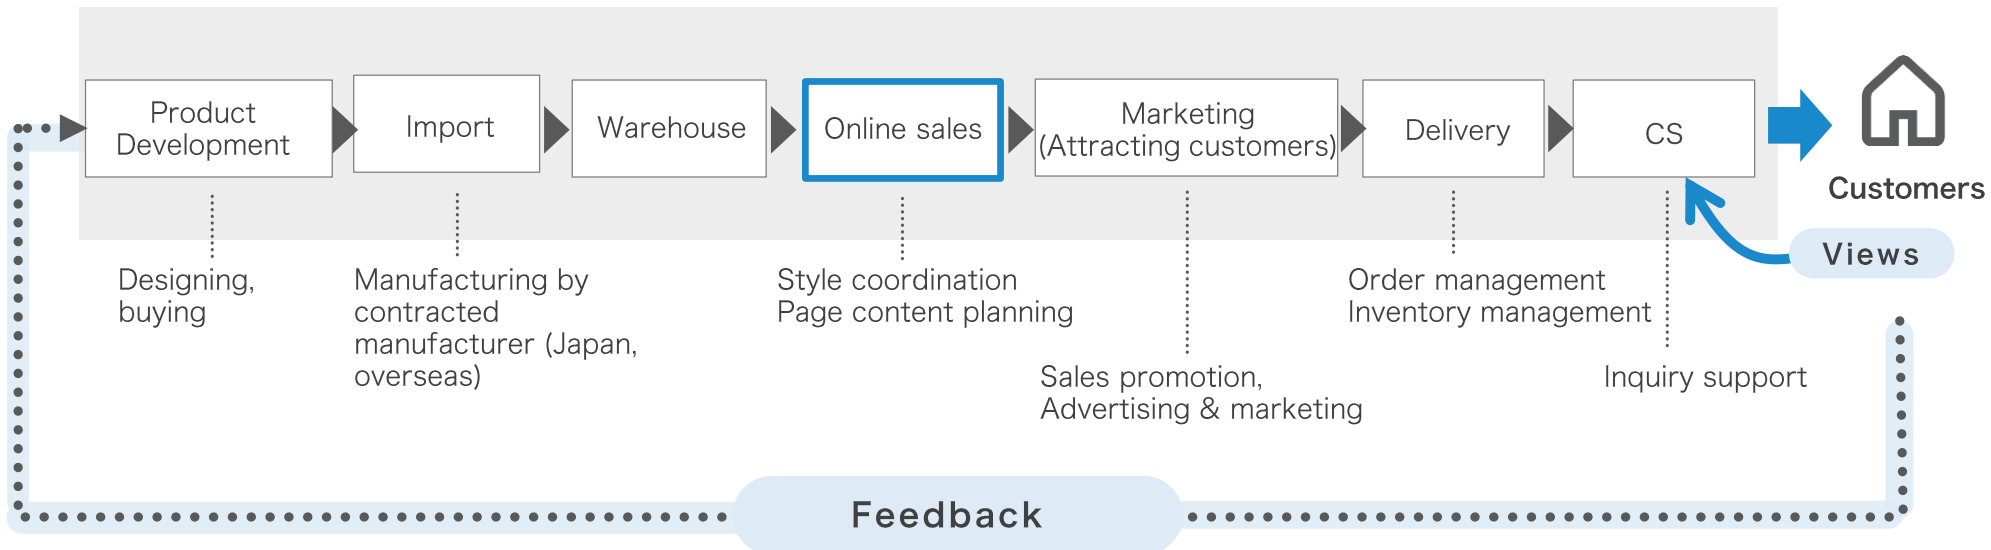 Product
Development
Import
Warehouse
Online sales
Marketing
(Attracting customers)
Delivery
CS
Customers
Views
Designing,
buying
Manufacturing by
contracted
manufacturer (Japan,
overseas)
Style coordination
Page content planning
Sales promotion,
Advertising & marketing
Order management
Inventory management
Inquiry support
Feedback